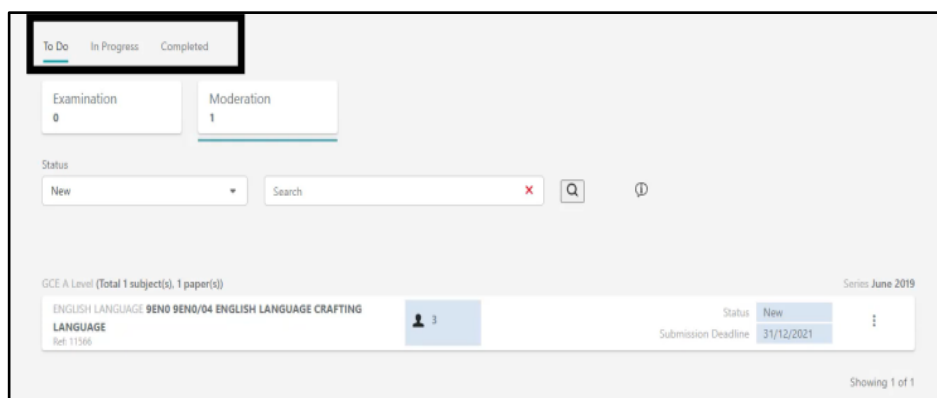 To Do In Progress Completed
Examination Moderation
0 1
Status
New Search
GCE A Level (Total 1 subject(s), 1 paper(s)) Series June 2019
ENGLISH LANGUAGE 9EN0 9EN0/04 ENGLISH LANGUAGE CRAFTING
LANGUAGE
Ref: 11566
3
Status New
Submission Deadline 31/12/2021
Showing 1 of 1